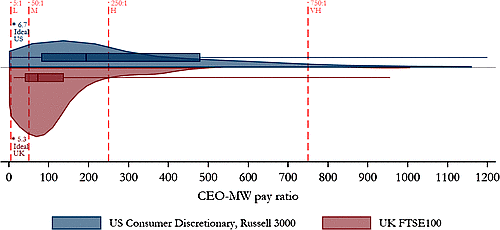 5:1
L
50:1
M
250:1
H
750:1
VH
* 6.7
Ideal
US
* 5.3
Ideal
UK
0 100 200 300 400 500 600 700 800 900 1000 1100 1200
CEO-MW pay ratio
US Consumer Discretionary, Russell 3000
UK FTSE100